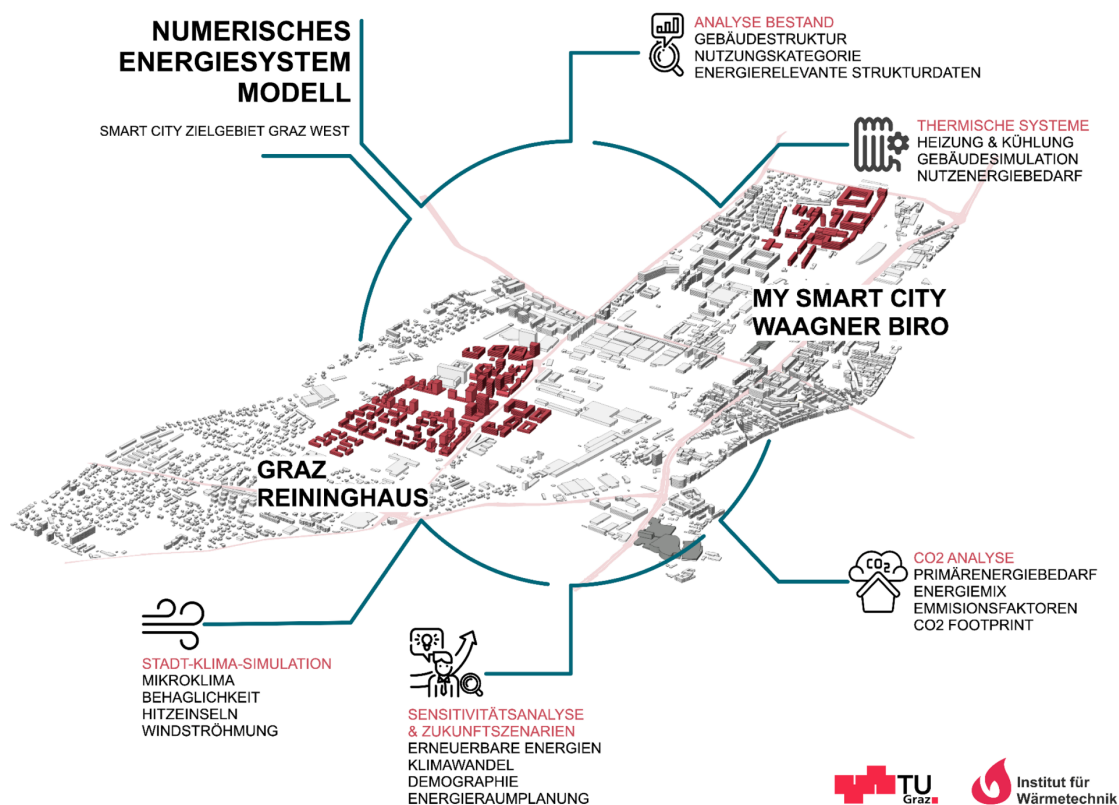 NUMERISCHES
ENERGIESYSTEM
MODELL
SMART CITY ZIELGEBIET GRAZ WEST
ANALYSE BESTAND
GEBÄUDESTRUKTUR
NUTZUNGSKATEGORIE
ENERGIERELEVANTE STRUKTURDATEN
THERMISCHE SYSTEME
HEIZUNG & KÜHLUNG
GEBÄUDESIMULATION
NUTZENERGIEBEDARF
MY SMART CITY
WAAGNER BIRO
GRAZ
REININGHAUS
CO2
CO2 ANALYSE
PRIMÄRENERGIEBEDARF
ENERGIEMIX
EMMISIONSFAKTOREN
CO2 FOOTPRINT
STADT-KLIMA-SIMULATION
MIKROKLIMA
BEHAGLICHKEIT
HITZEINSELN
WINDSTRÖHMUNG
SENSITIVITÄTSANALYSE
& ZUKUNFTSZENARIEN
ERNEUERBARE ENERGIEN
KLIMAWANDEL
DEMOGRAPHIE
ENERGIERAUMPLANUNG
TU
Graz
Institut für
Wärmetechnik